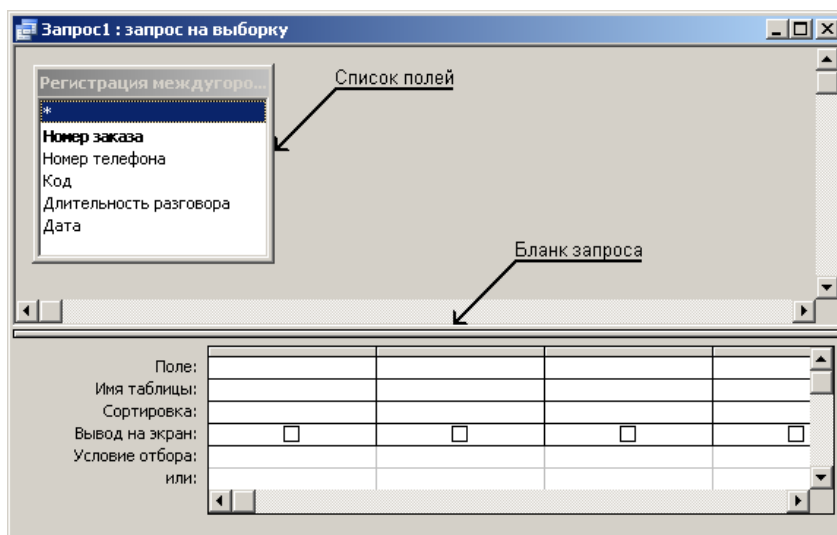 Запрос1 : запрос на выборку
Регистрация междугоро...
Список полей
*
Номер заказа
Номер телефона
Код
Длительность разговора
Дата
Бланк запроса
Поле:
Имя таблицы:
Сортировка:
Вывод на экран:
Условие отбора:
или: